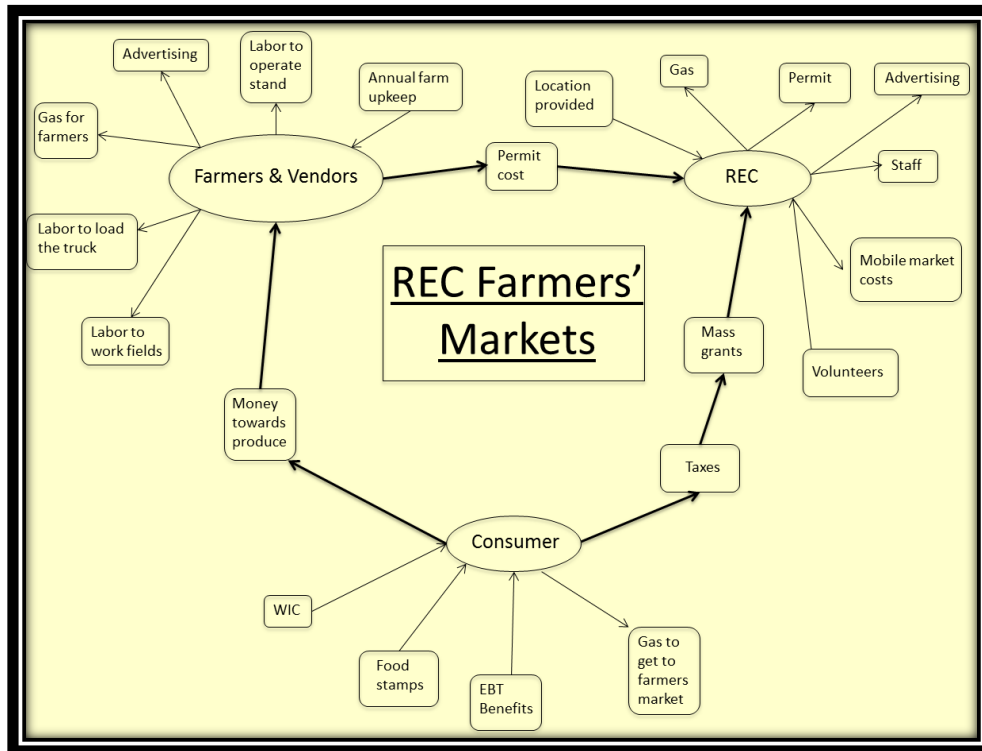 Advertising
Labor to
operate
stand
Annual farm
upkeep
Gas for
farmers
Farmers & Vendors
Labor to load
the truck
Labor to
work fields
Permit
cost
Location
provided
Gas
Permit
Advertising
REC
Staff
Mobile market
costs
Volunteers
REC Farmers’
Markets
Mass
grants
Taxes
Money
towards
produce
Consumer
WIC
Food
stamps
EBT
Benefits
Gas to
get to
farmers
market